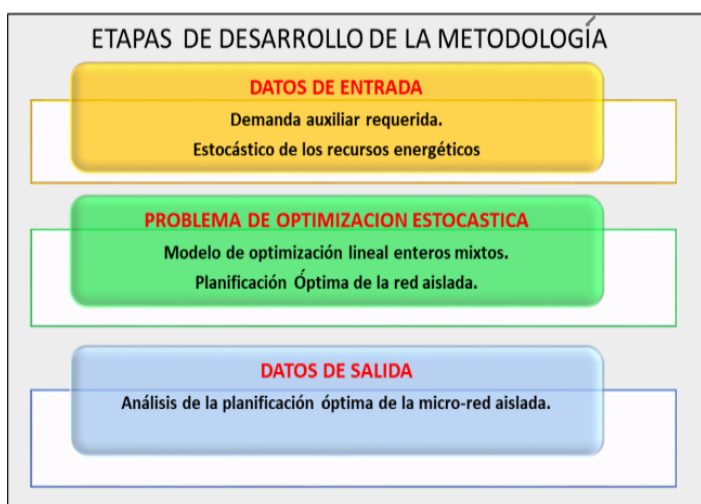 ETAPAS DE DESARROLLO DE LA METODOLOGÍA
DATOS DE ENTRADA
Demanda auxiliar requerida.
Estocástico de los recursos energéticos
PROBLEMA DE OPTIMIZACION ESTOCASTICA
Modelo de optimización lineal enteros mixtos.
Planificación Óptima de la red aislada.
DATOS DE SALIDA
Análisis de la planificación óptima de la micro-red aislada.